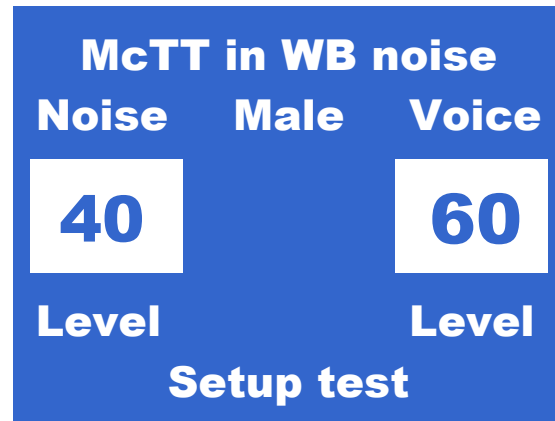 McTT in WB noise
Noise Male Voice
40 60
Level Level
Setup test